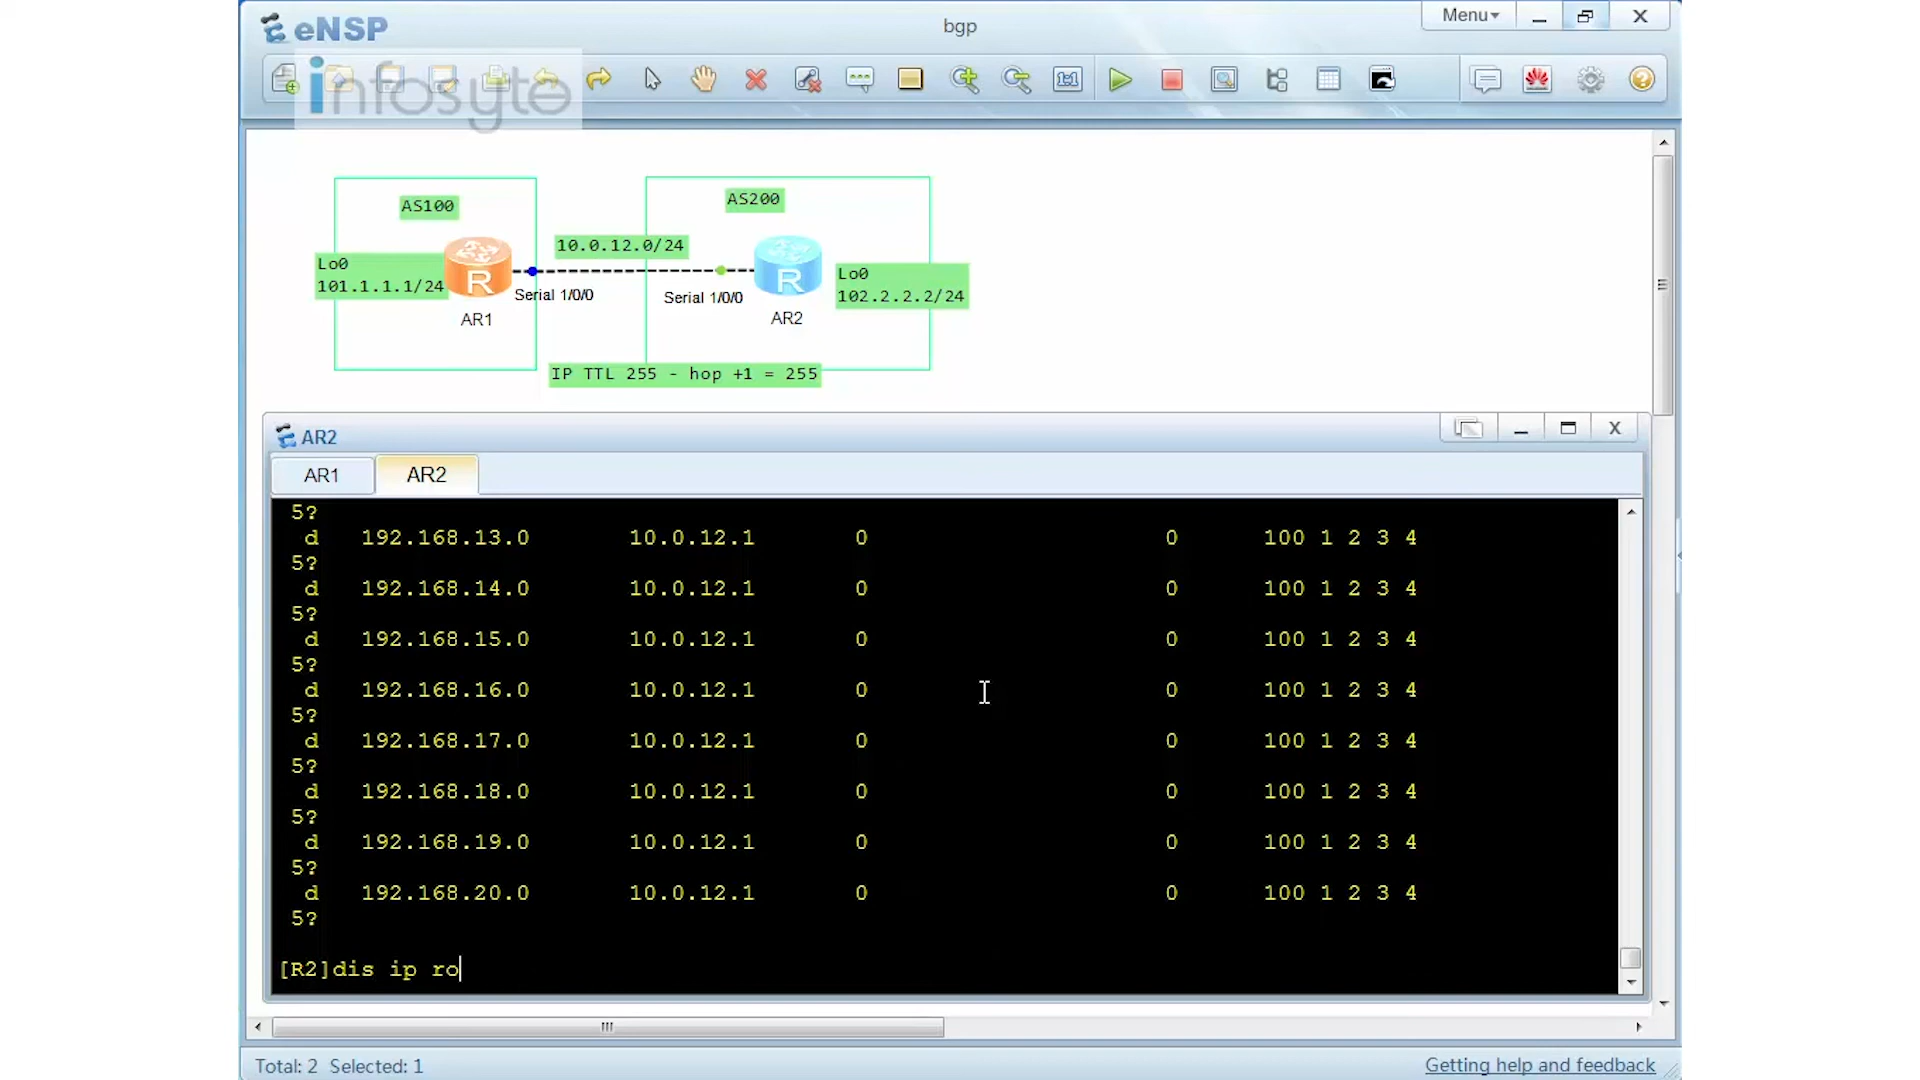 eNSP
bgp
Menu
infosyte
AS100
AS200
10.0.12.0/24
Lo0
101.1.1.1/24
Lo0
102.2.2.2/24
R
R
Serial 1/0/0
Serial 1/0/0
AR1
AR2
IP TTL 255 - hop +1 = 255
AR2
AR1
AR2
5?
d 192.168.13.0 10.0.12.1 0 0 100 1 2 3 4
5?
d 192.168.14.0 10.0.12.1 0 0 100 1 2 3 4
5?
d 192.168.15.0 10.0.12.1 0 0 100 1 2 3 4
5?
d 192.168.16.0 10.0.12.1 0 0 100 1 2 3 4
5?
d 192.168.17.0 10.0.12.1 0 0 100 1 2 3 4
5?
d 192.168.18.0 10.0.12.1 0 0 100 1 2 3 4
5?
d 192.168.19.0 10.0.12.1 0 0 100 1 2 3 4
5?
d 192.168.20.0 10.0.12.1 0 0 100 1 2 3 4
5?
[R2]dis ip ro
Total: 2 Selected: 1
Getting help and feedback